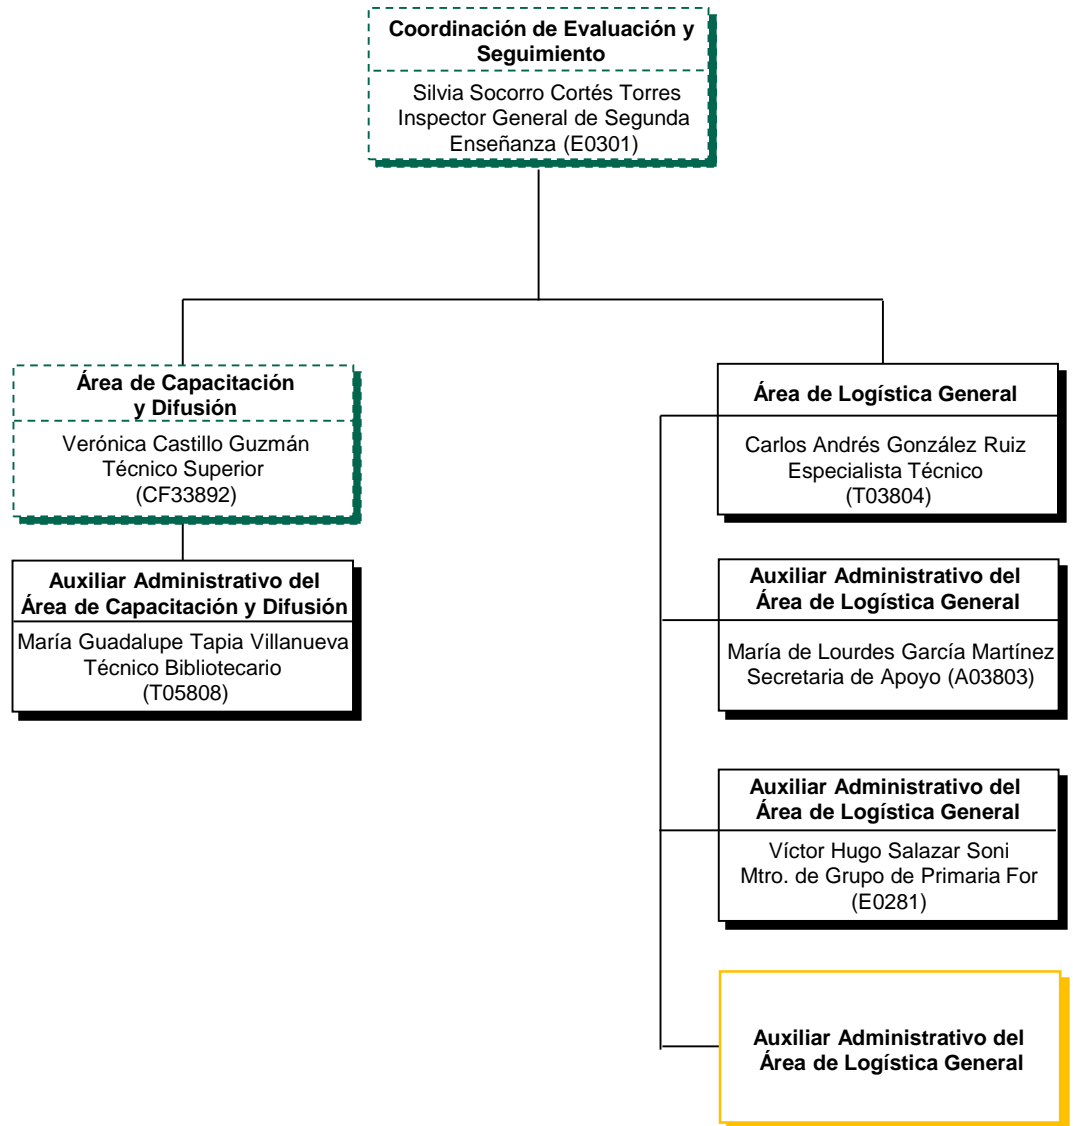 Coordinación de Evaluación y
Seguimiento
Silvia Socorro Cortés Torres
Inspector General de Segunda
Enseñanza (E0301)
Área de Capacitación
y Difusión
Verónica Castillo Guzmán
Técnico Superior
(CF33892)
Auxiliar Administrativo del
Área de Capacitación y Difusión
María Guadalupe Tapia Villanueva
Técnico Bibliotecario
(T05808)
Área de Logística General
Carlos Andrés González Ruiz
Especialista Técnico
(T03804)
Auxiliar Administrativo del
Área de Logística General
María de Lourdes García Martínez
Secretaria de Apoyo (A03803)
Auxiliar Administrativo del
Área de Logística General
Víctor Hugo Salazar Soni
Mtro. de Grupo de Primaria For
(E0281)
Auxiliar Administrativo del
Área de Logística General